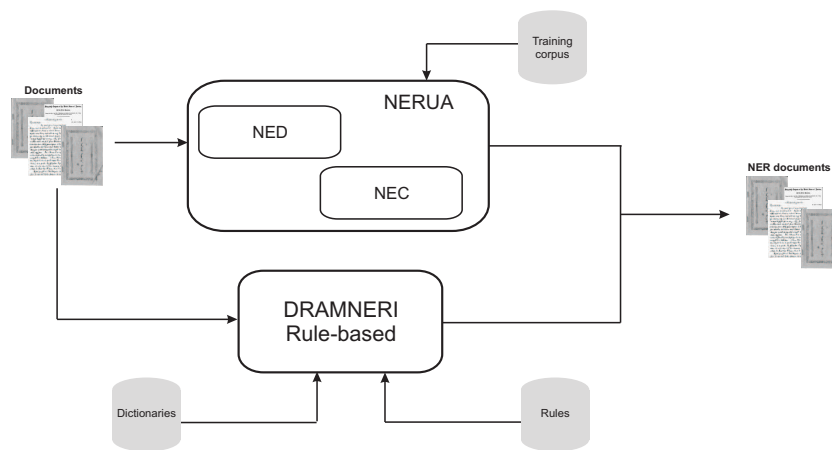 Training
corpus
Documents
NERUA
NED
NEC
NER documents
DRAMNERI
Rule-based
Dictionaries
Rules